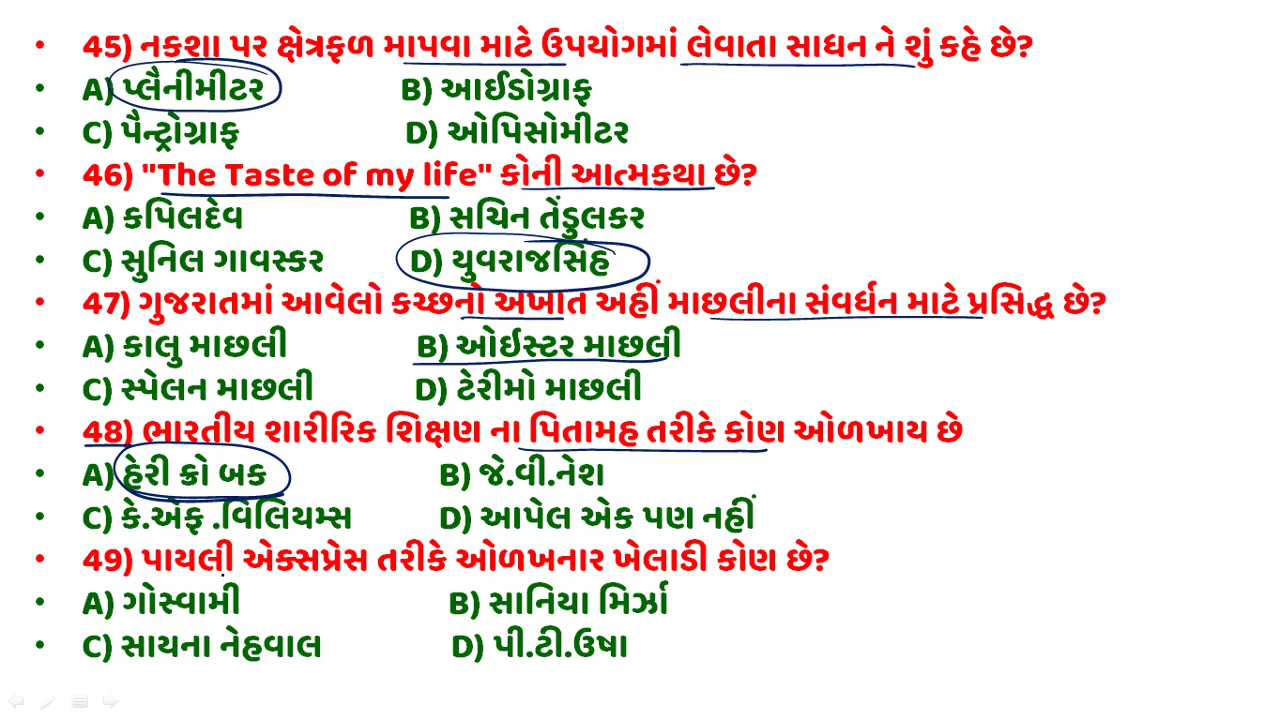 • 45) નકશા પર ક્ષેત્રફળ માપવા માટે ઉપયોગમાં લેવાતા સાધન ને શું કહે છે?
• A) પ્લૈનીમીટર B) આઈડોગ્રાફ
• C) પૈન્ટ્રોગ્રાફ D) ઓપિસોમીટર
• 46) "The Taste of my life" કોની આત્મકથા છે?
• A) કપિલદેવ B) સચિન તેંડુલકર
• C) સુનિલ ગાવસ્કર D) યુવરાજસિંહ
• 47) ગુજરાતમાં આવેલો કચ્છનો અખાત અહીં માછલીના સંવર્ધન માટે પ્રસિદ્ધ છે?
• A) કાલુ માછલી B) ઓઇસ્ટર માછલી
• C) સ્પેલન માછલી D) ટેરીમો માછલી
• 48) ભારતીય શારીરિક શિક્ષણ ના પિતામહ તરીકે કોણ ઓળખાય છે
• A) હેરી ક્રો બક B) જે.વી.નેશ
• C) કે.એફ .વિલિયમ્સ D) આપેલ એક પણ નહીં
• 49) પાયલી એક્સપ્રેસ તરીકે ઓળખનાર ખેલાડી કોણ છે?
• A) ગોસ્વામી B) સાનિયા મિર્ઝા
• C) સાયના નેહવાલ D) પી.ટી.ઉષા